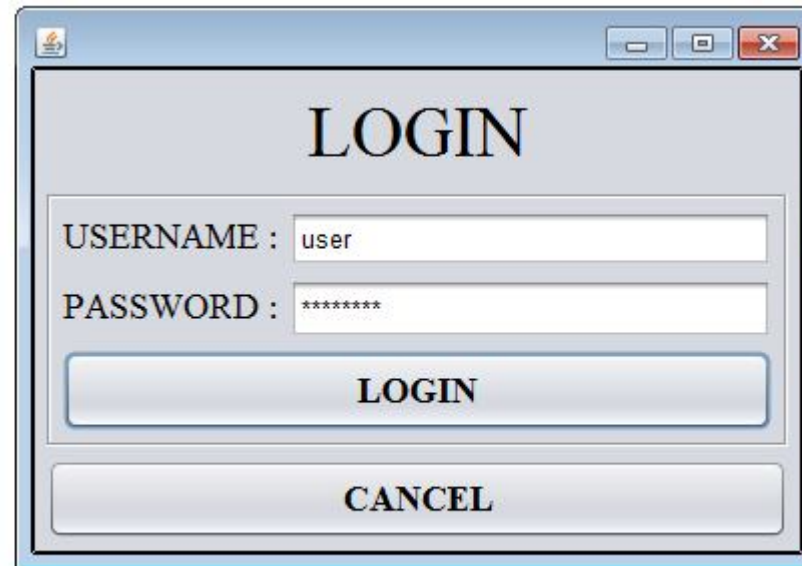 LOGIN
USERNAME : user
PASSWORD : ********
LOGIN
CANCEL